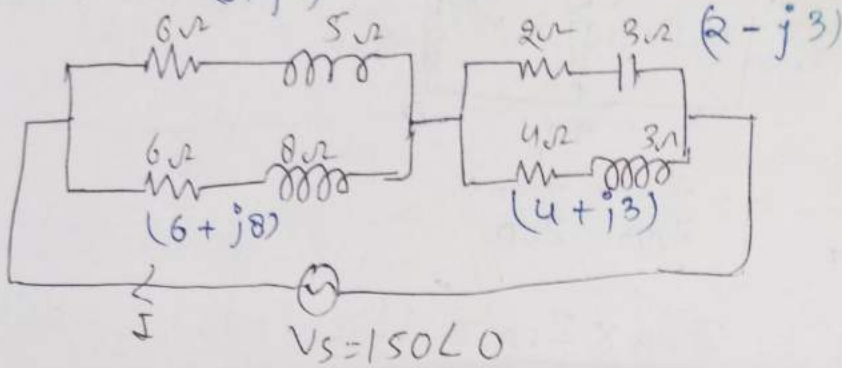 6Ω 5Ω 2Ω 3Ω (2 - j3)
6Ω 8Ω 4Ω 3Ω
(6 + j8) (4 + j3)
I
VS = 150∠0